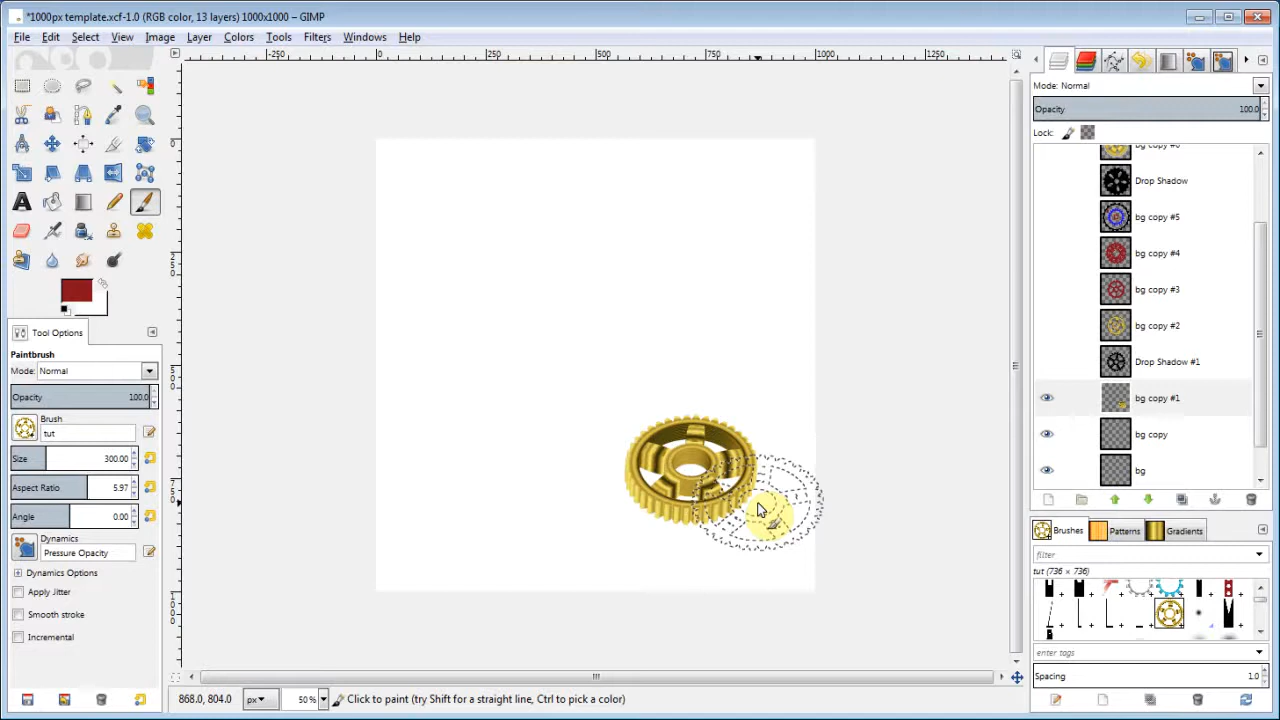 *1000px template.xcf-1.0 (RGB color, 13 layers) 1000x1000 – GIMP
File Edit Select View Image Layer Colors Tools Filters Windows Help
-250 0 250 500 750 1000 1250
0
250
500
750
1000
Tool Options
Paintbrush
Mode: Normal
Opacity 100.0
Brush
tut
Size 300.00
Aspect Ratio 5.97
Angle 0.00
Dynamics
Pressure Opacity
Dynamics Options
Apply Jitter
Smooth stroke
Incremental
868.0, 804.0 px 50% Click to paint (try Shift for a straight line, Ctrl to pick a color)
Mode: Normal
Opacity 100.0
Lock:
Drop Shadow
bg copy #5
bg copy #4
bg copy #3
bg copy #2
Drop Shadow #1
bg copy #1
bg copy
bg
Brushes Patterns Gradients
filter
tut (736 × 736)
enter tags
Spacing 1.0